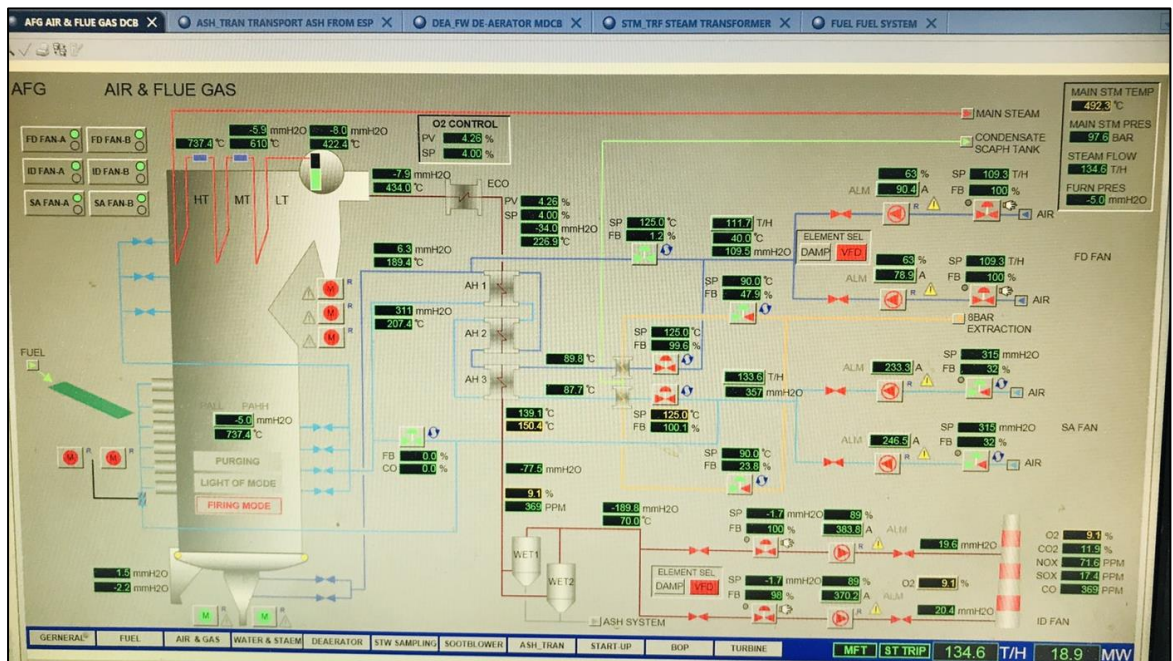 AFG AIR & FLUE GAS DCB
ASH_TRAN TRANSPORT ASH FROM ESP
DEA_FW DE-AERATOR MDCB
STM_TRF STEAM TRANSFORMER
FUEL FUEL SYSTEM
AFG AIR & FLUE GAS
FD FAN-A
FD FAN-B
ID FAN-A
ID FAN-B
SA FAN-A
SA FAN-B
-5.9 mmH2O
-8.0 mmH2O
737.4 °C
610 °C
422.4 °C
HT
MT
LT
O2 CONTROL
PV 4.26 %
SP 4.00 %
-7.9 mmH2O
434.0 °C
ECO
PV 4.26 %
SP 4.00 %
-34.0 mmH2O
226.9 °C
MAIN STEAM
CONDENSATE
SCAPH TANK
MAIN STM TEMP
492.3 °C
MAIN STM PRES
97.6 BAR
STEAM FLOW
134.6 T/H
FURN PRES
-5.0 mmH2O
63 %
ALM 90.4 A
R
SP 109.3 T/H
FB 100 %
AIR
ELEMENT SEL
DAMP VFD
63 %
ALM 78.9 A
R
SP 109.3 T/H
FB 100 %
AIR
FD FAN
SP 125.0 °C
FB 1.2 %
111.7 T/H
40.0 °C
109.5 mmH2O
6.3 mmH2O
189.4 °C
311 mmH2O
207.4 °C
AH 1
AH 2
AH 3
SP 90.0 °C
FB 47.9 %
8BAR
EXTRACTION
M R
M R
M R
SP 125.0 °C
FB 99.6 %
89.8 °C
87.7 °C
SP 125.0 °C
FB 100.1 %
133.6 T/H
357 mmH2O
ALM 233.3 A
R
SP 315 mmH2O
FB 32 %
AIR
SA FAN
ALM 246.5 A
R
SP 315 mmH2O
FB 32 %
AIR
FUEL
PALL PAHH
-5.0 mmH2O
737.4 °C
PURGING
LIGHT OF MODE
FIRING MODE
M R
M R
FB 0.0 %
CO 0.0 %
139.1 °C
150.4 °C
SP 90.0 °C
FB 23.8 %
-77.5 mmH2O
9.1 %
369 PPM
-189.8 mmH2O
70.0 °C
WET1
WET2
SP -1.7 mmH2O
FB 100 %
89 %
383.8 A ALM
R
19.6 mmH2O
ELEMENT SEL
DAMP VFD
SP -1.7 mmH2O
FB 98 %
89 %
370.2 A ALM
R
O2 9.1 %
20.4 mmH2O
ID FAN
O2 9.1 %
CO2 11.9 %
NOX 71.6 PPM
SOX 17.4 PPM
CO 369 PPM
1.5 mmH2O
-2.2 mmH2O
M R
M R
ASH SYSTEM
GERNERAL
FUEL
AIR & GAS
WATER & STAEM
DEAERATOR
STW SAMPLING
SOOTBLOWER
ASH_TRAN
START-UP
BOP
TURBINE
MFT
ST TRIP
134.6 T/H
18.9 MW